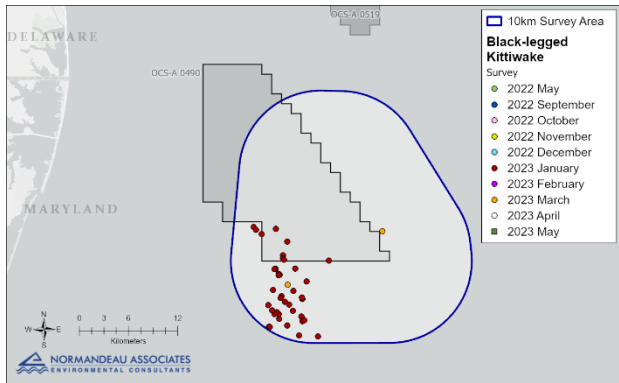 DELAWARE
OCS-A 0519
OCS-A 0490
MARYLAND
10km Survey Area
Black-legged
Kittiwake
Survey
2022 May
2022 September
2022 October
2022 November
2022 December
2023 January
2023 February
2023 March
2023 April
2023 May
N
W E
S
0 3 6 12
Kilometers
NORMANDEAU ASSOCIATES
ENVIRONMENTAL CONSULTANTS